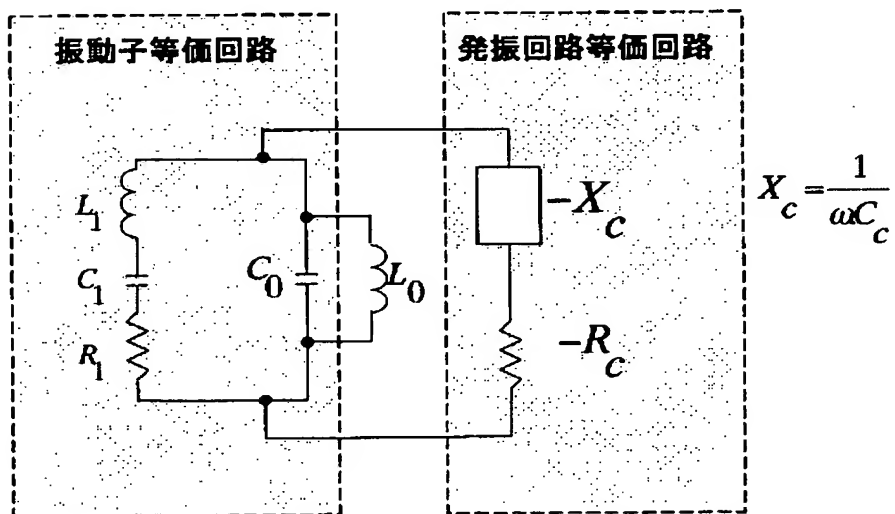 振動子等価回路
発振回路等価回路
L1
C1
R1
C0
L0
-Xc
-Rc
Xc = 1/ωCc